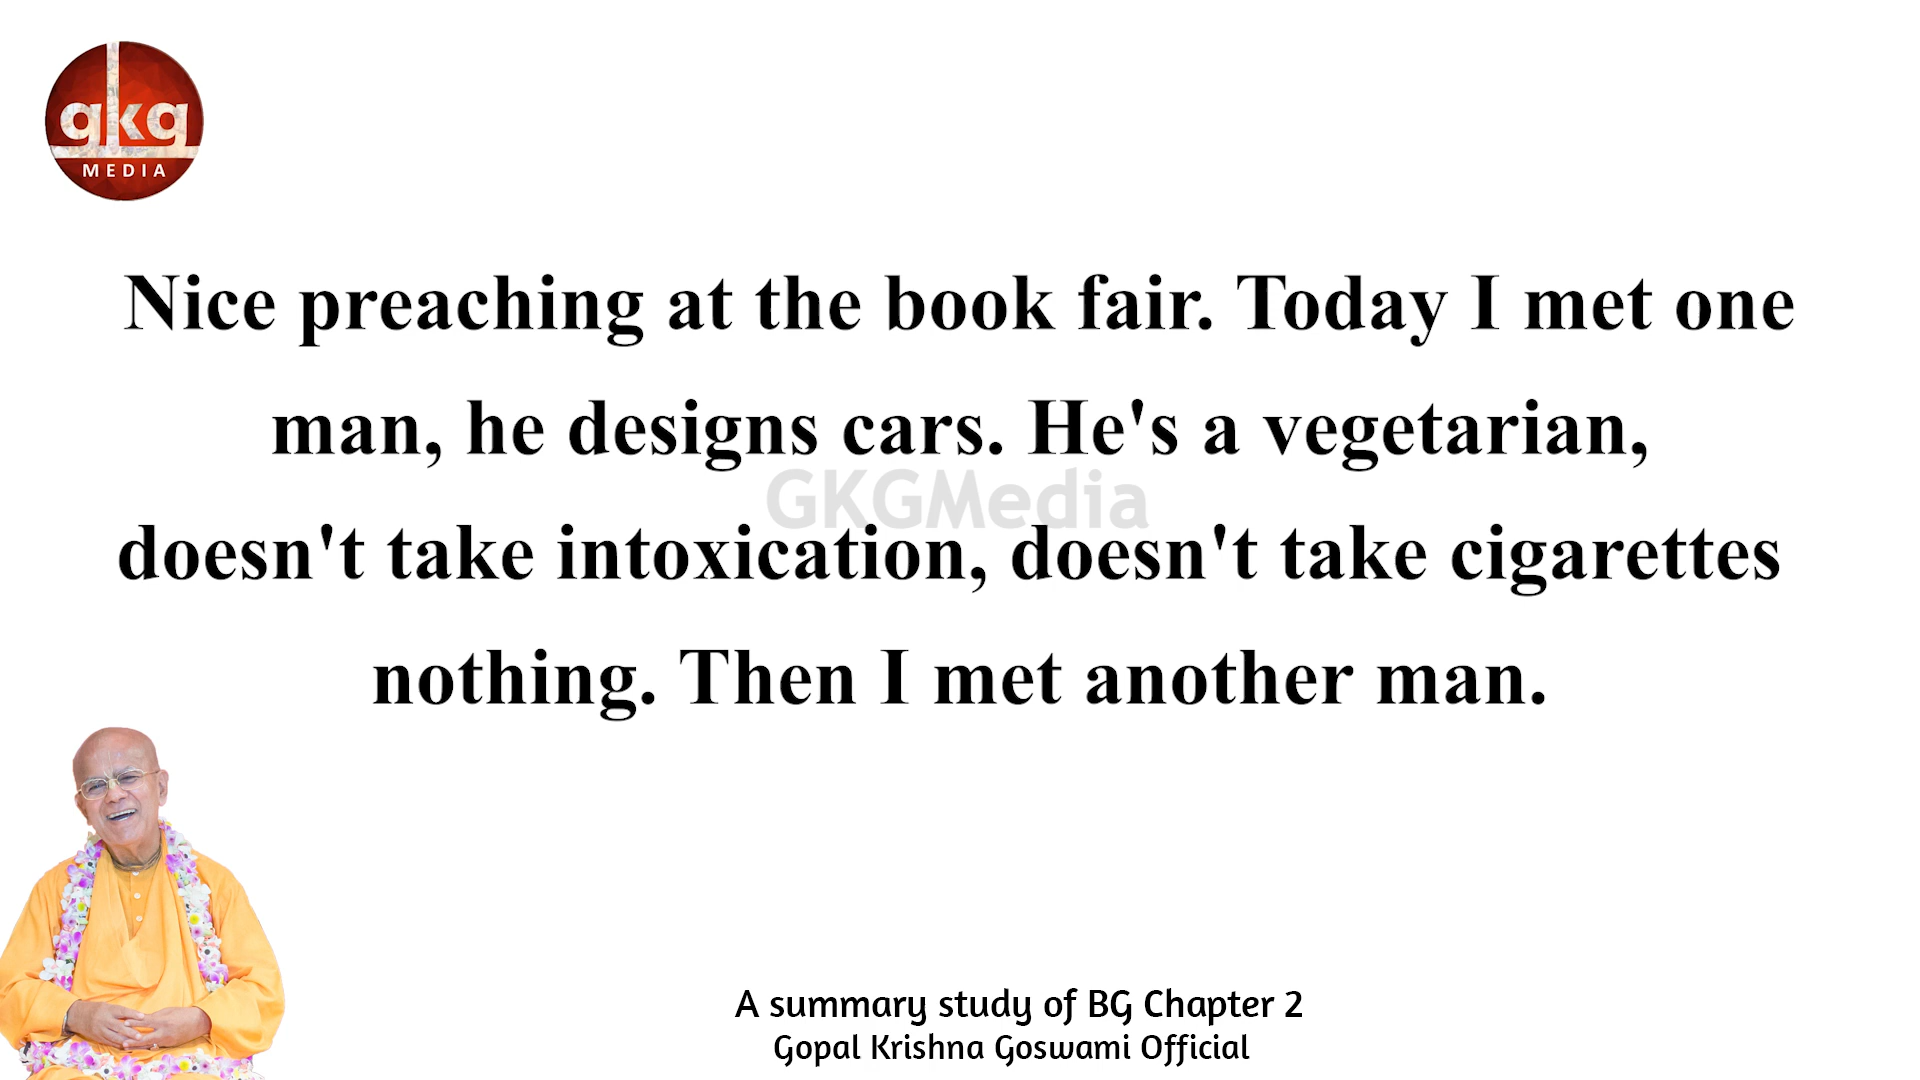 gkg
MEDIA
Nice preaching at the book fair. Today I met one
man, he designs cars. He's a vegetarian,
GKGMedia
doesn't take intoxication, doesn't take cigarettes
nothing. Then I met another man.
A summary study of BG Chapter 2
Gopal Krishna Goswami Official